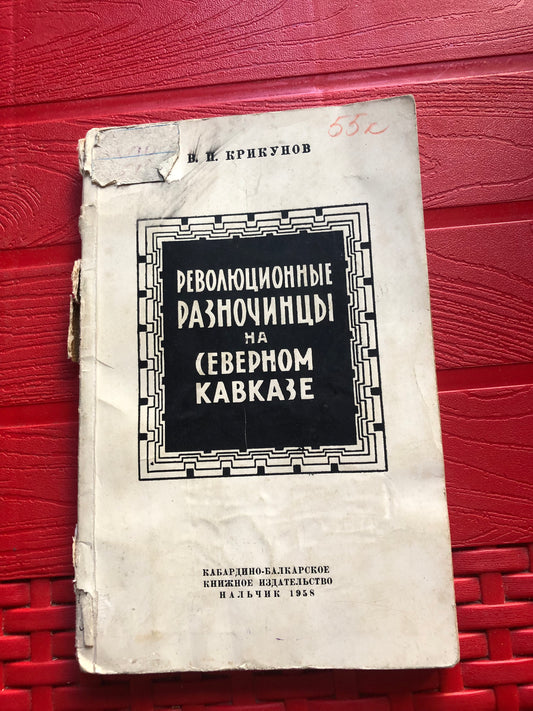 55к
В. П. КРИКУНОВ
РЕВОЛЮЦИОННЫЕ
РАЗНОЧИНЦЫ
НА
СЕВЕРНОМ
КАВКАЗЕ
КАБАРДИНО-БАЛКАРСКОЕ
КНИЖНОЕ ИЗДАТЕЛЬСТВО
НАЛЬЧИК 1958